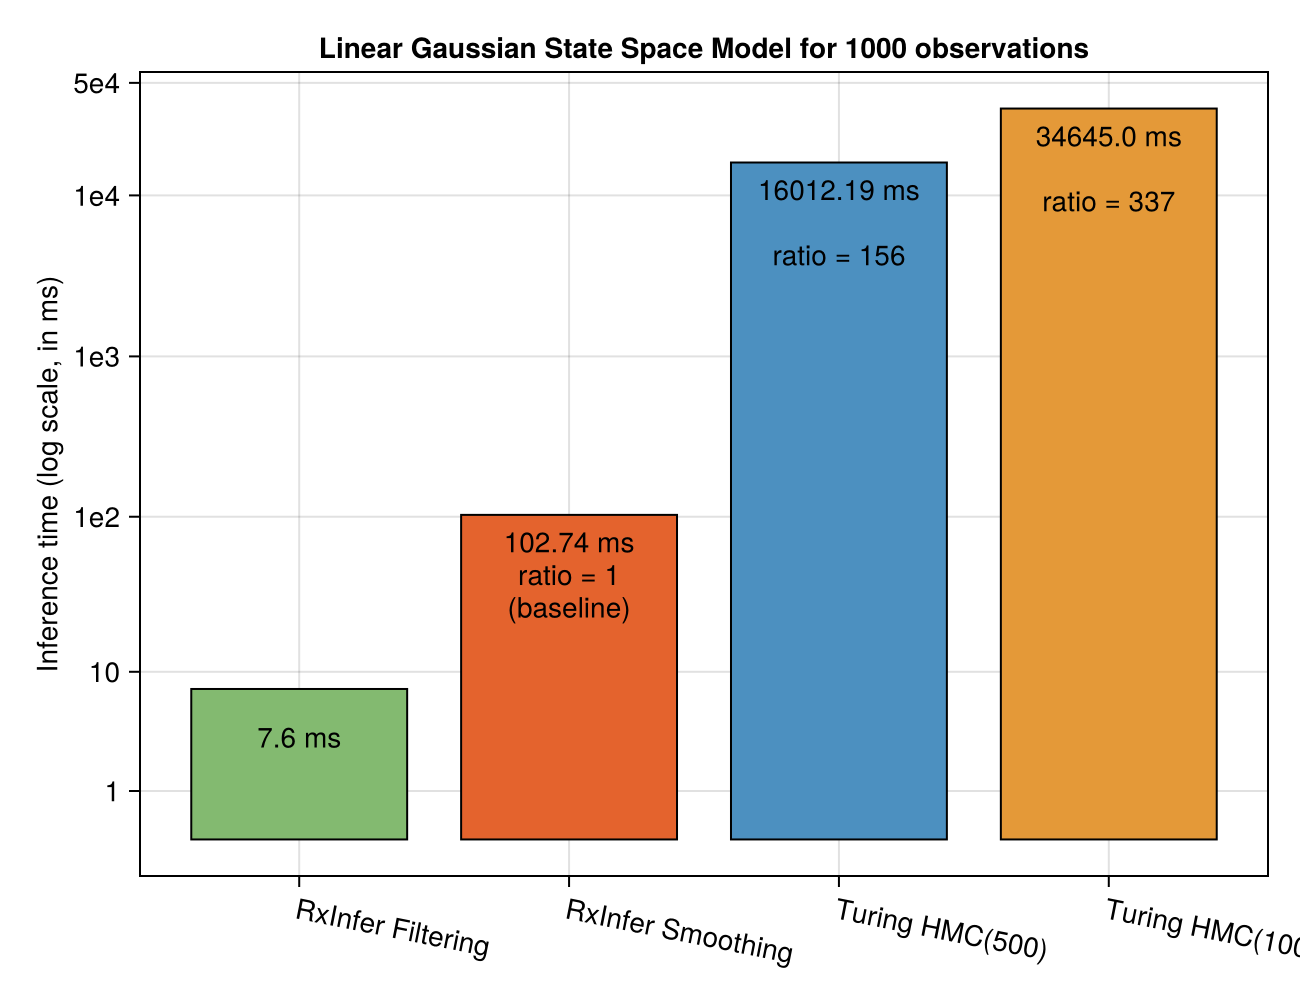 Linear Gaussian State Space Model for 1000 observations
Inference time (log scale, in ms)
5e4
1e4
1e3
1e2
10
1
7.6 ms
102.74 ms
ratio = 1
(baseline)
16012.19 ms
ratio = 156
34645.0 ms
ratio = 337
RxInfer Filtering
RxInfer Smoothing
Turing HMC(500)
Turing